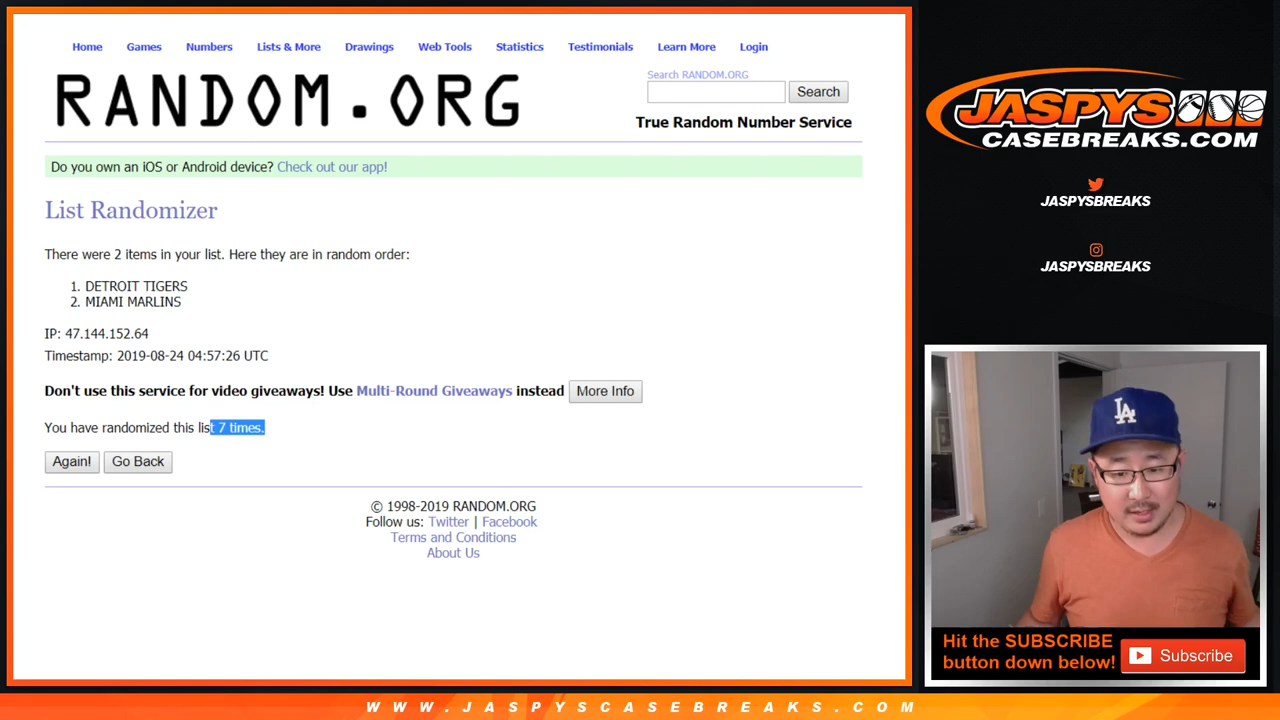 Home Games Numbers Lists & More Drawings Web Tools Statistics Testimonials Learn More Login
RANDOM.ORG
Search RANDOM.ORG
Search
True Random Number Service
Do you own an iOS or Android device? Check out our app!
List Randomizer
There were 2 items in your list. Here they are in random order:
1. DETROIT TIGERS
2. MIAMI MARLINS
IP: 47.144.152.64
Timestamp: 2019-08-24 04:57:26 UTC
Don't use this service for video giveaways! Use Multi-Round Giveaways instead More Info
You have randomized this list 7 times.
Again! Go Back
© 1998-2019 RANDOM.ORG
Follow us: Twitter | Facebook
Terms and Conditions
About Us
JASPYS
CASEBREAKS.COM
JASPYSBREAKS
JASPYSBREAKS
LA
Hit the SUBSCRIBE
button down below!
Subscribe
WWW.JASPYSCASEBREAKS.COM